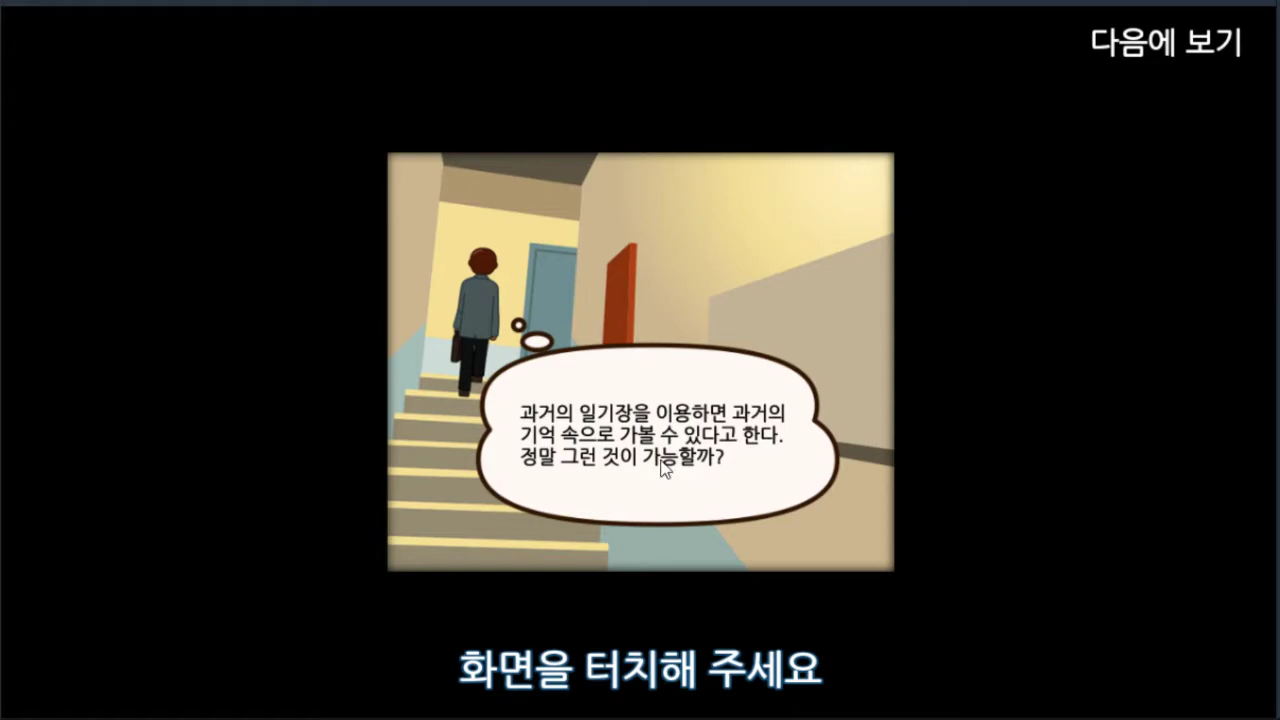 다음에 보기
과거의 일기장을 이용하면 과거의
기억 속으로 가볼 수 있다고 한다.
정말 그런 것이 가능할까?
화면을 터치해 주세요